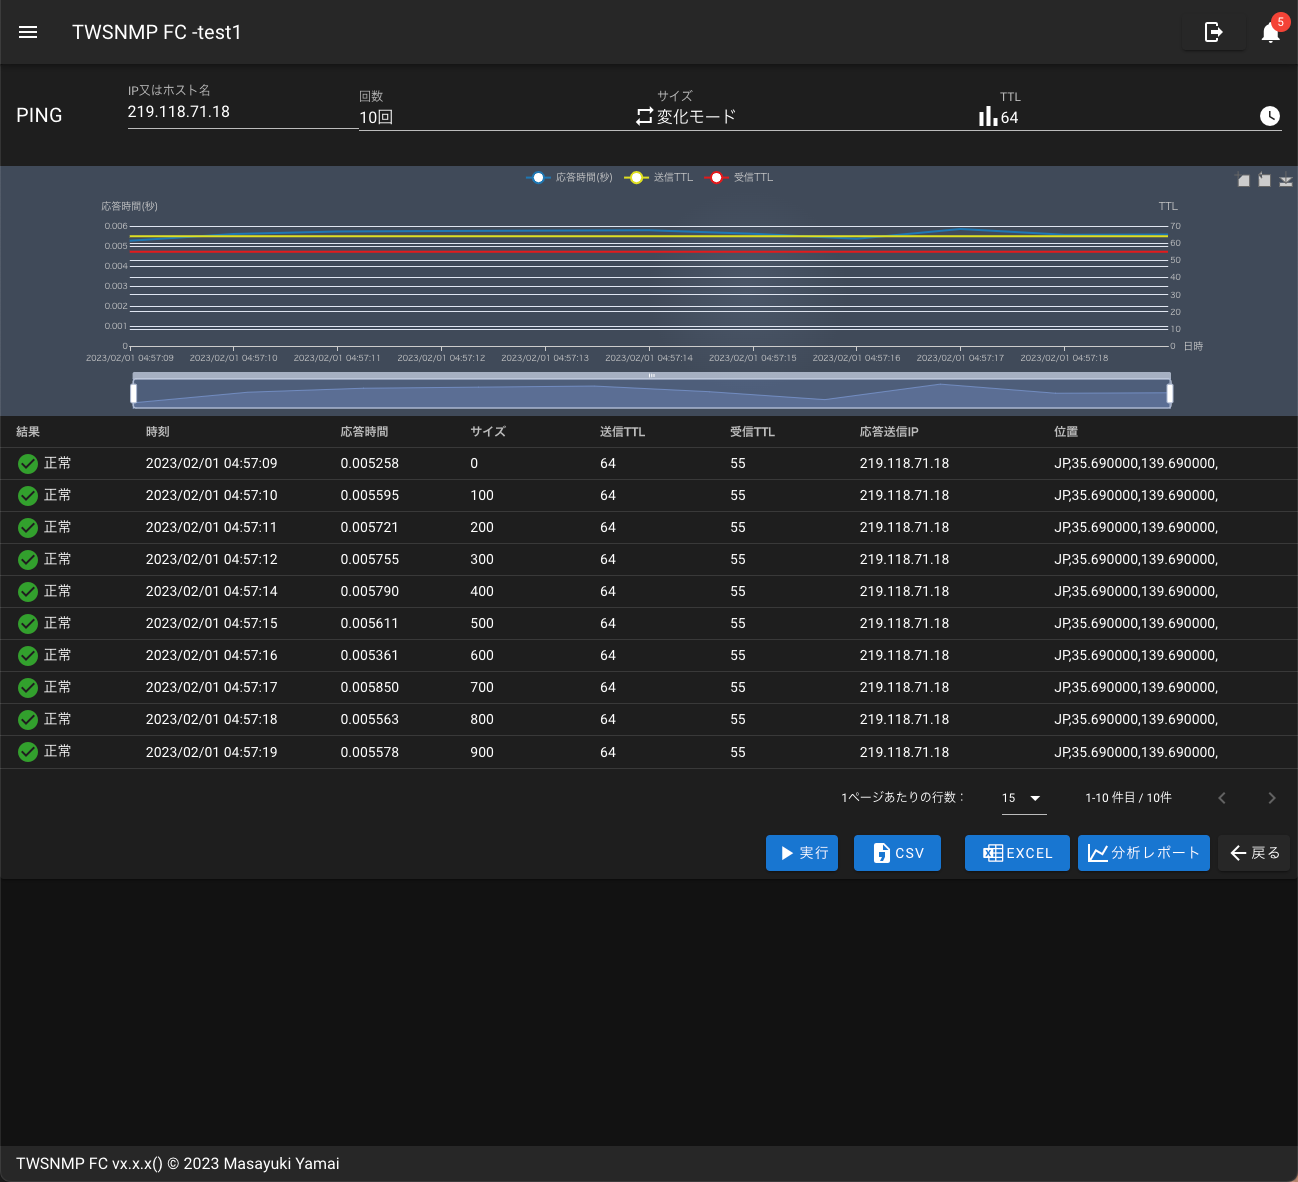 TWSNMP FC -test1
5
PING
IP又はホスト名
219.118.71.18
回数
10回
サイズ
変化モード
TTL
64
応答時間(秒) 送信TTL 受信TTL
応答時間(秒) TTL
0.006 70
0.005 60
50
0.004
40
0.003
30
0.002
20
0.001
10
0 0 日時
2023/02/01 04:57:09 2023/02/01 04:57:10 2023/02/01 04:57:11 2023/02/01 04:57:12 2023/02/01 04:57:13 2023/02/01 04:57:14 2023/02/01 04:57:15 2023/02/01 04:57:16 2023/02/01 04:57:17 2023/02/01 04:57:18
結果 時刻 応答時間 サイズ 送信TTL 受信TTL 応答送信IP 位置
正常 2023/02/01 04:57:09 0.005258 0 64 55 219.118.71.18 JP,35.690000,139.690000,
正常 2023/02/01 04:57:10 0.005595 100 64 55 219.118.71.18 JP,35.690000,139.690000,
正常 2023/02/01 04:57:11 0.005721 200 64 55 219.118.71.18 JP,35.690000,139.690000,
正常 2023/02/01 04:57:12 0.005755 300 64 55 219.118.71.18 JP,35.690000,139.690000,
正常 2023/02/01 04:57:14 0.005790 400 64 55 219.118.71.18 JP,35.690000,139.690000,
正常 2023/02/01 04:57:15 0.005611 500 64 55 219.118.71.18 JP,35.690000,139.690000,
正常 2023/02/01 04:57:16 0.005361 600 64 55 219.118.71.18 JP,35.690000,139.690000,
正常 2023/02/01 04:57:17 0.005850 700 64 55 219.118.71.18 JP,35.690000,139.690000,
正常 2023/02/01 04:57:18 0.005563 800 64 55 219.118.71.18 JP,35.690000,139.690000,
正常 2023/02/01 04:57:19 0.005578 900 64 55 219.118.71.18 JP,35.690000,139.690000,
1ページあたりの行数： 15 1-10 件目 / 10件
実行 CSV EXCEL 分析レポート 戻る
TWSNMP FC vx.x.x() © 2023 Masayuki Yamai